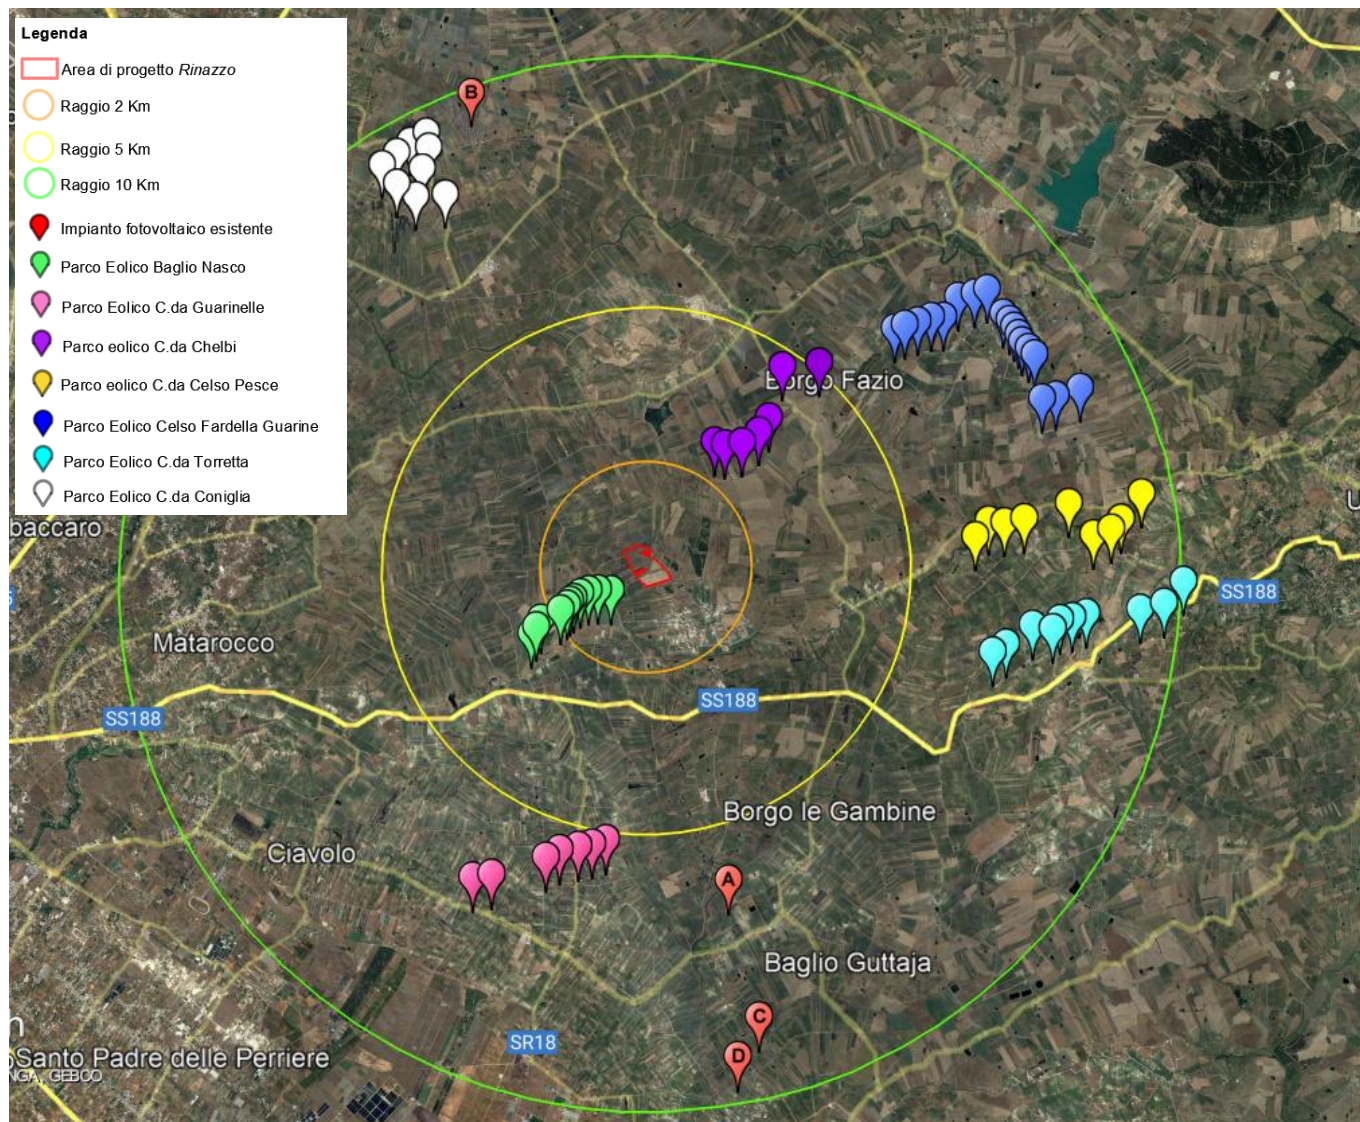 Legenda
Area di progetto Rinazzo
Raggio 2 Km
Raggio 5 Km
Raggio 10 Km
Impianto fotovoltaico esistente
Parco Eolico Baglio Nasco
Parco Eolico C.da Guarinelle
Parco eolico C.da Chelbi
Parco eolico C.da Celso Pesce
Parco Eolico Celso Fardella Guarine
Parco Eolico C.da Torretta
Parco Eolico C.da Coniglia
B
Borgo Fazio
baccaro
SS188
Matarocco
SS188
SS188
Borgo le Gambine
Ciavolo
A
Baglio Guttaja
C
SR18
D
Santo Padre delle Perriere
NGA, GEBCO